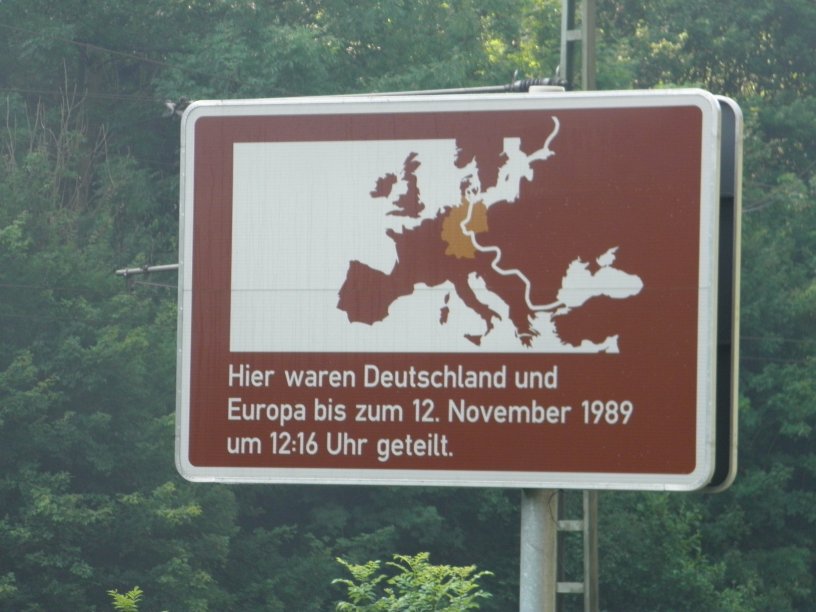 Hier waren Deutschland und
Europa bis zum 12. November 1989
um 12:16 Uhr geteilt.